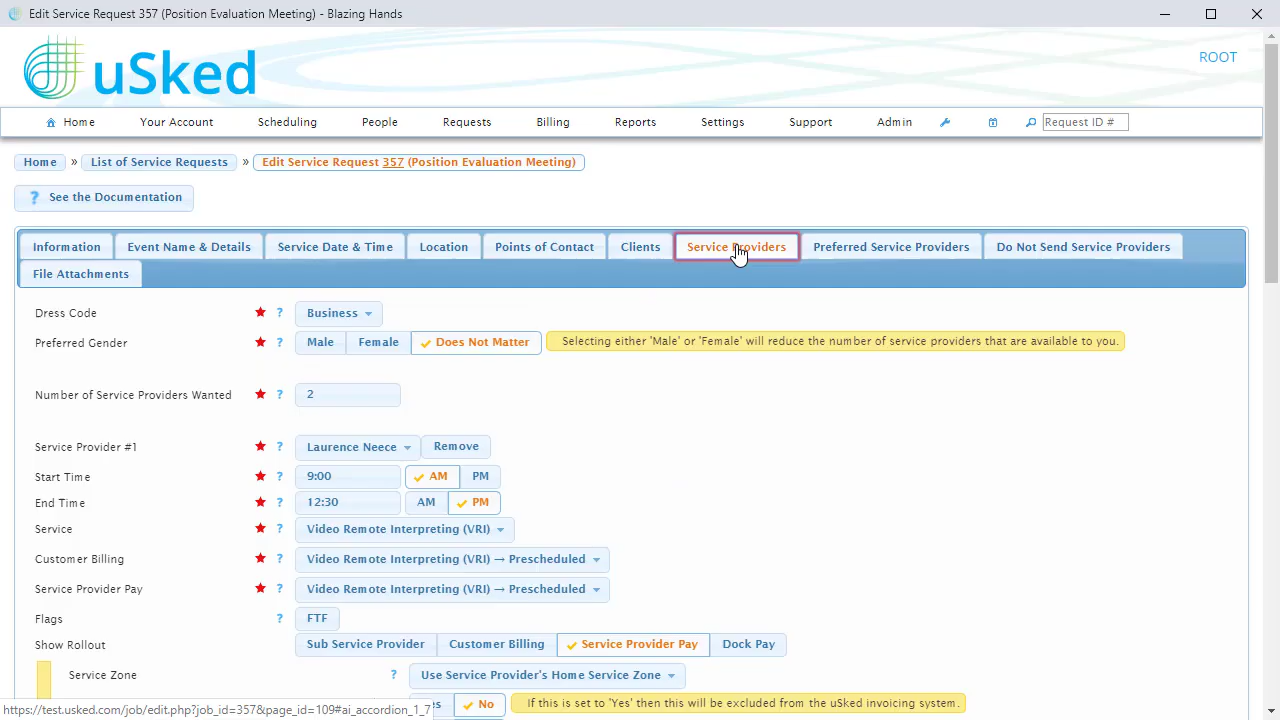 Edit Service Request 357 (Position Evaluation Meeting) - Blazing Hands
uSked
ROOT
Home Your Account Scheduling People Requests Billing Reports Settings Support Admin Request ID #
Home » List of Service Requests » Edit Service Request 357 (Position Evaluation Meeting)
? See the Documentation
Information Event Name & Details Service Date & Time Location Points of Contact Clients Service Providers Preferred Service Providers Do Not Send Service Providers
File Attachments
Dress Code ? Business
Preferred Gender ? Male Female Does Not Matter Selecting either 'Male' or 'Female' will reduce the number of service providers that are available to you.
Number of Service Providers Wanted ? 2
Service Provider #1 ? Laurence Neece Remove
Start Time ? 9:00 AM PM
End Time ? 12:30 AM PM
Service ? Video Remote Interpreting (VRI)
Customer Billing ? Video Remote Interpreting (VRI) → Prescheduled
Service Provider Pay ? Video Remote Interpreting (VRI) → Prescheduled
Flags ? FTF
Show Rollout Sub Service Provider Customer Billing Service Provider Pay Dock Pay
Service Zone ? Use Service Provider's Home Service Zone
No If this is set to 'Yes' then this will be excluded from the uSked invoicing system.
https://test.usked.com/job/edit.php?job_id=357&page_id=109#ai_accordion_1_7